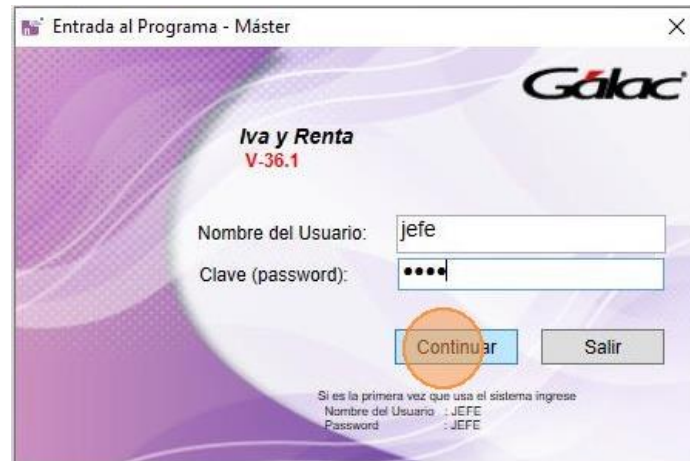 Entrada al Programa - Máster
Gálac
Iva y Renta
V-36.1
Nombre del Usuario: jefe
Clave (password): ••••
Continuar Salir
Si es la primera vez que usa el sistema ingrese
Nombre del Usuario : JEFE
Password : JEFE